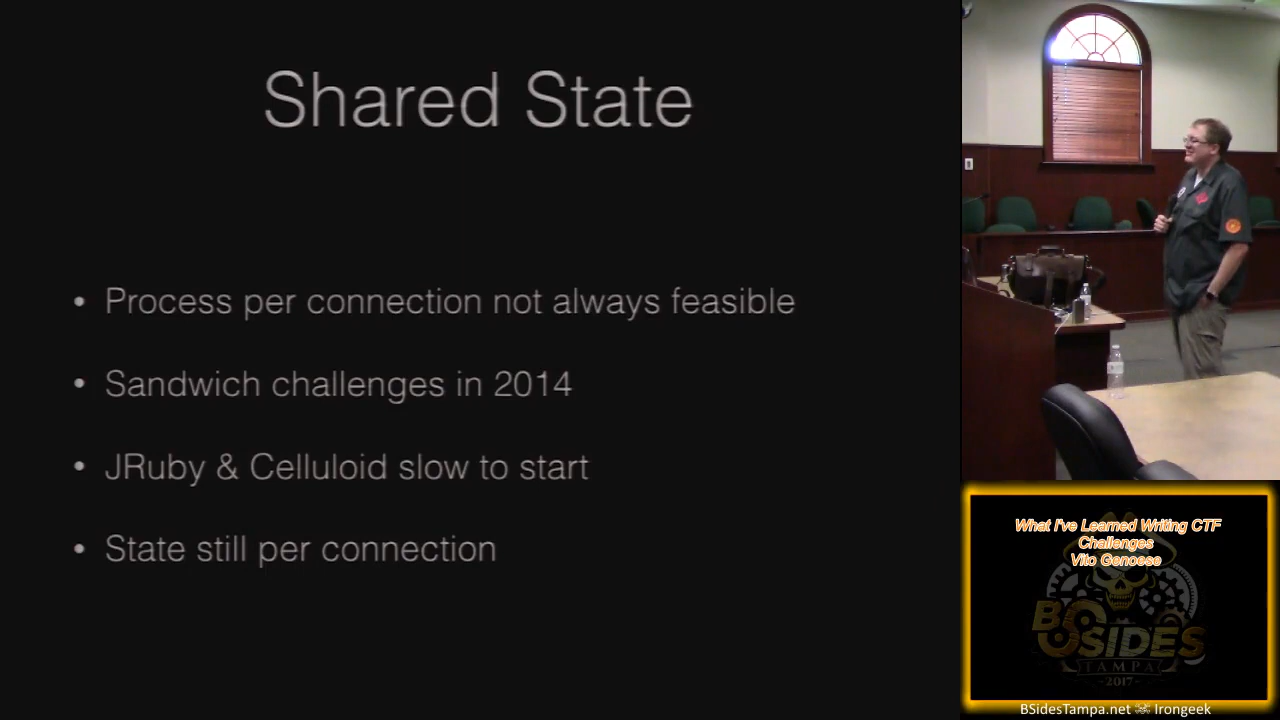 Shared State
• Process per connection not always feasible
• Sandwich challenges in 2014
• JRuby & Celluloid slow to start
• State still per connection
What I've Learned Writing CTF
Challenges
Vito Genoese
BSIDES
TAMPA
-2017-
BSidesTampa.net ☠ Irongeek